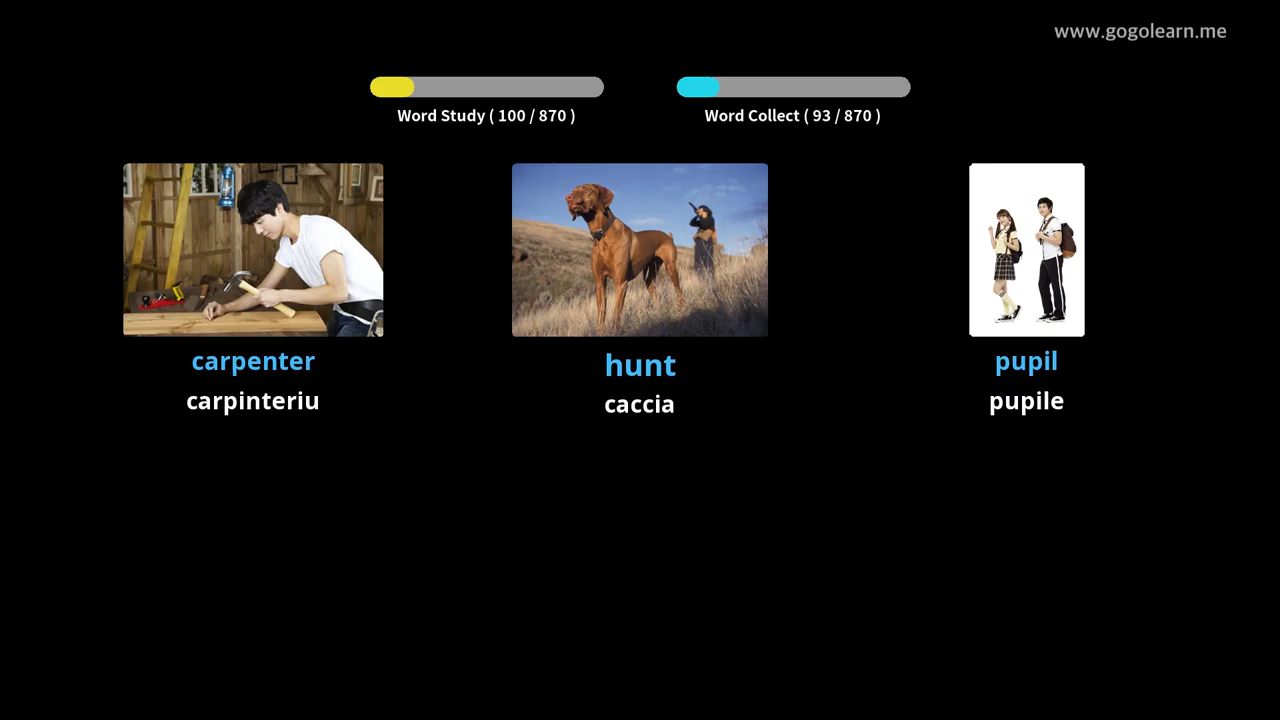 www.gogolearn.me
Word Study ( 100 / 870 )
Word Collect ( 93 / 870 )
carpenter
carpinteriu
hunt
caccia
pupil
pupile